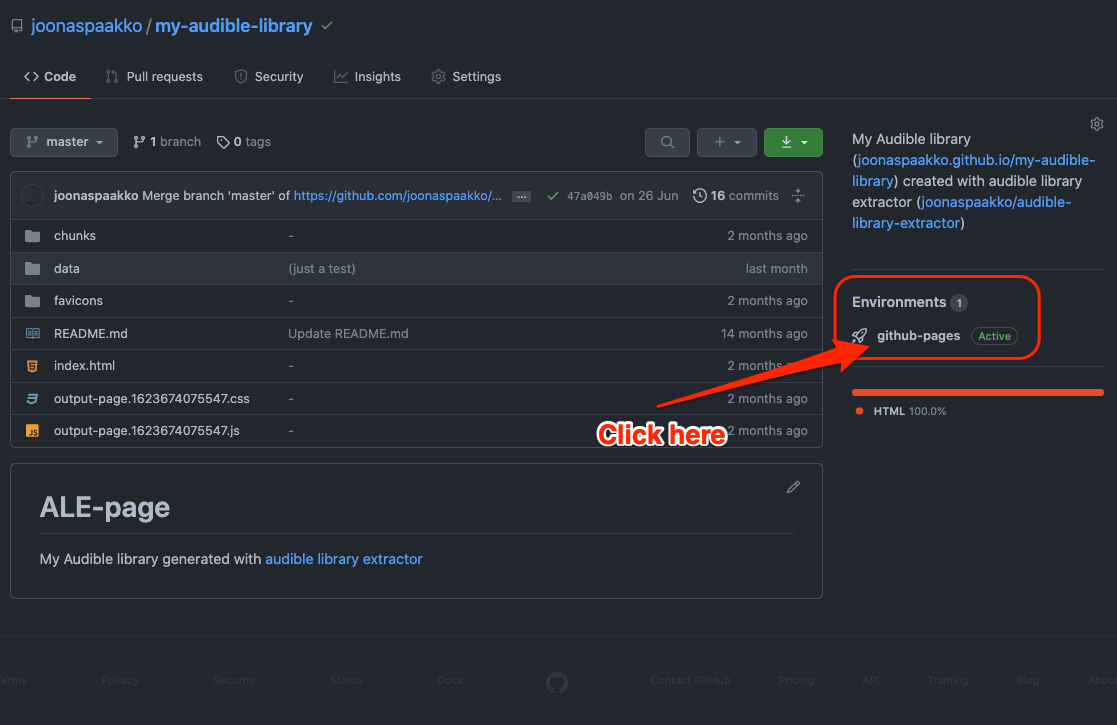 joonaspaakko / my-audible-library
Code Pull requests Security Insights Settings
master 1 branch 0 tags
joonaspaakko Merge branch 'master' of https://github.com/joonaspaakko/... ... 47a049b on 26 Jun 16 commits
chunks - 2 months ago
data (just a test) last month
favicons - 2 months ago
README.md Update README.md 14 months ago
index.html - 2 months ago
output-page.1623674075547.css - 2 months ago
output-page.1623674075547.js - 2 months ago
ALE-page
My Audible library generated with audible library extractor
My Audible library
(joonaspaakko.github.io/my-audible-
library) created with audible library
extractor (joonaspaakko/audible-
library-extractor)
Environments 1
github-pages Active
HTML 100.0%
Click here
Privacy Security Status Docs Contact GitHub Pricing API Training Blog